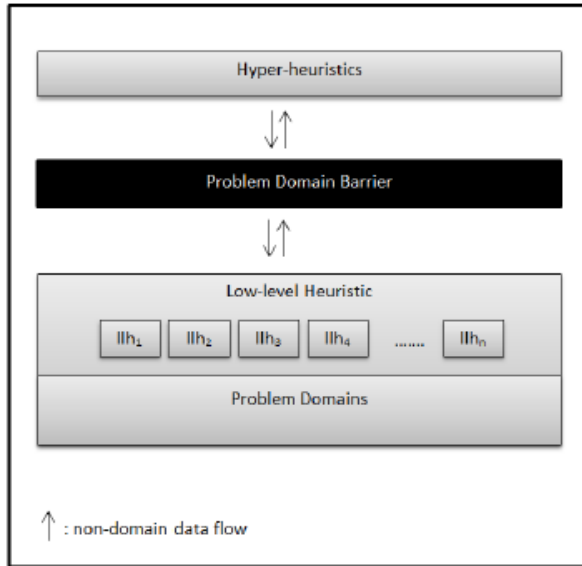 Hyper-heuristics
Problem Domain Barrier
Low-level Heuristic
llh₁ llh₂ llh₃ llh₄ ....... llhₙ
Problem Domains
↑ : non-domain data flow